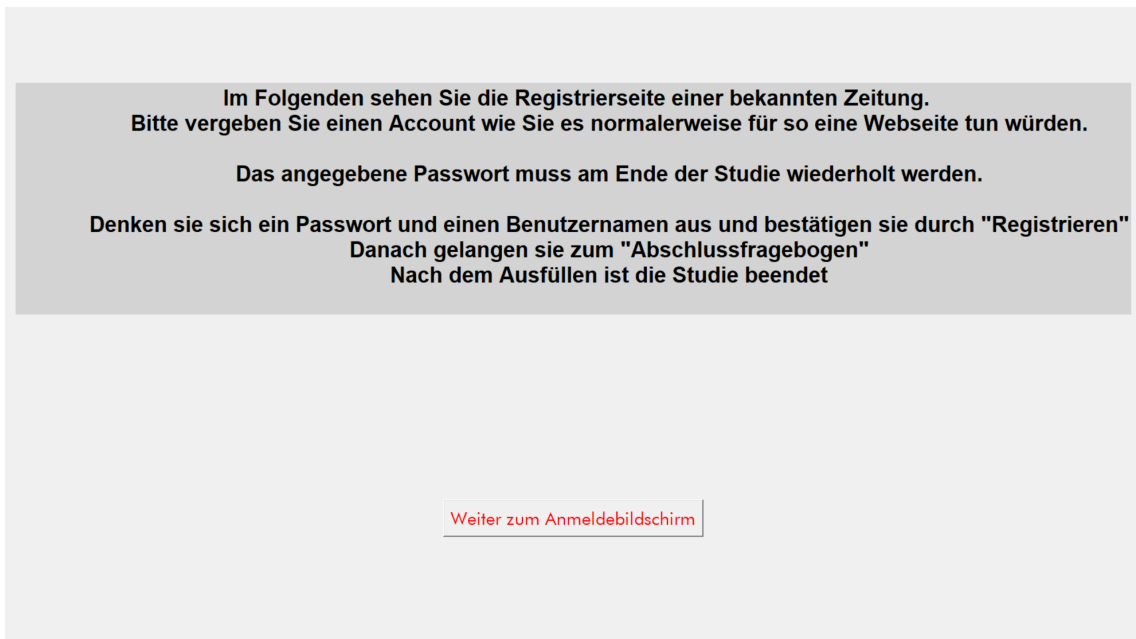 Im Folgenden sehen Sie die Registrierseite einer bekannten Zeitung.
Bitte vergeben Sie einen Account wie Sie es normalerweise für so eine Webseite tun würden.
Das angegebene Passwort muss am Ende der Studie wiederholt werden.
Denken sie sich ein Passwort und einen Benutzernamen aus und bestätigen sie durch "Registrieren"
Danach gelangen sie zum "Abschlussfragebogen"
Nach dem Ausfüllen ist die Studie beendet
Weiter zum Anmeldebildschirm